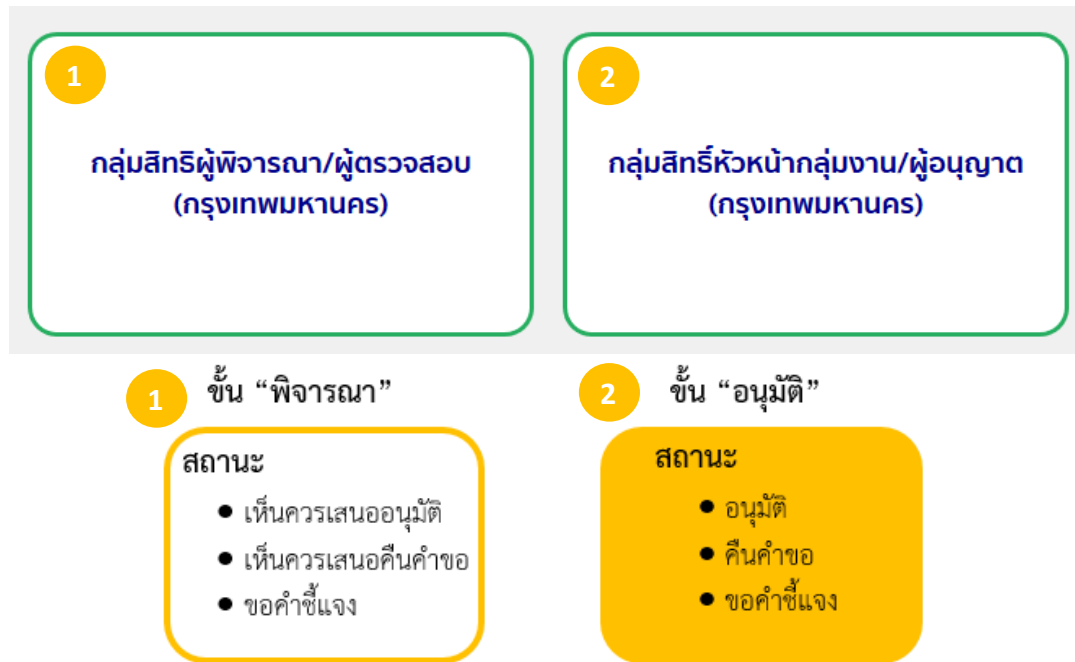 1
กลุ่มสิทธิผู้พิจารณา/ผู้ตรวจสอบ
(กรุงเทพมหานคร)
2
กลุ่มสิทธิ์หัวหน้ากลุ่มงาน/ผู้อนุญาต
(กรุงเทพมหานคร)
1 ขั้น “พิจารณา”
สถานะ
● เห็นควรเสนออนุมัติ
● เห็นควรเสนอคืนคำขอ
● ขอคำชี้แจง
2 ขั้น “อนุมัติ”
สถานะ
● อนุมัติ
● คืนคำขอ
● ขอคำชี้แจง